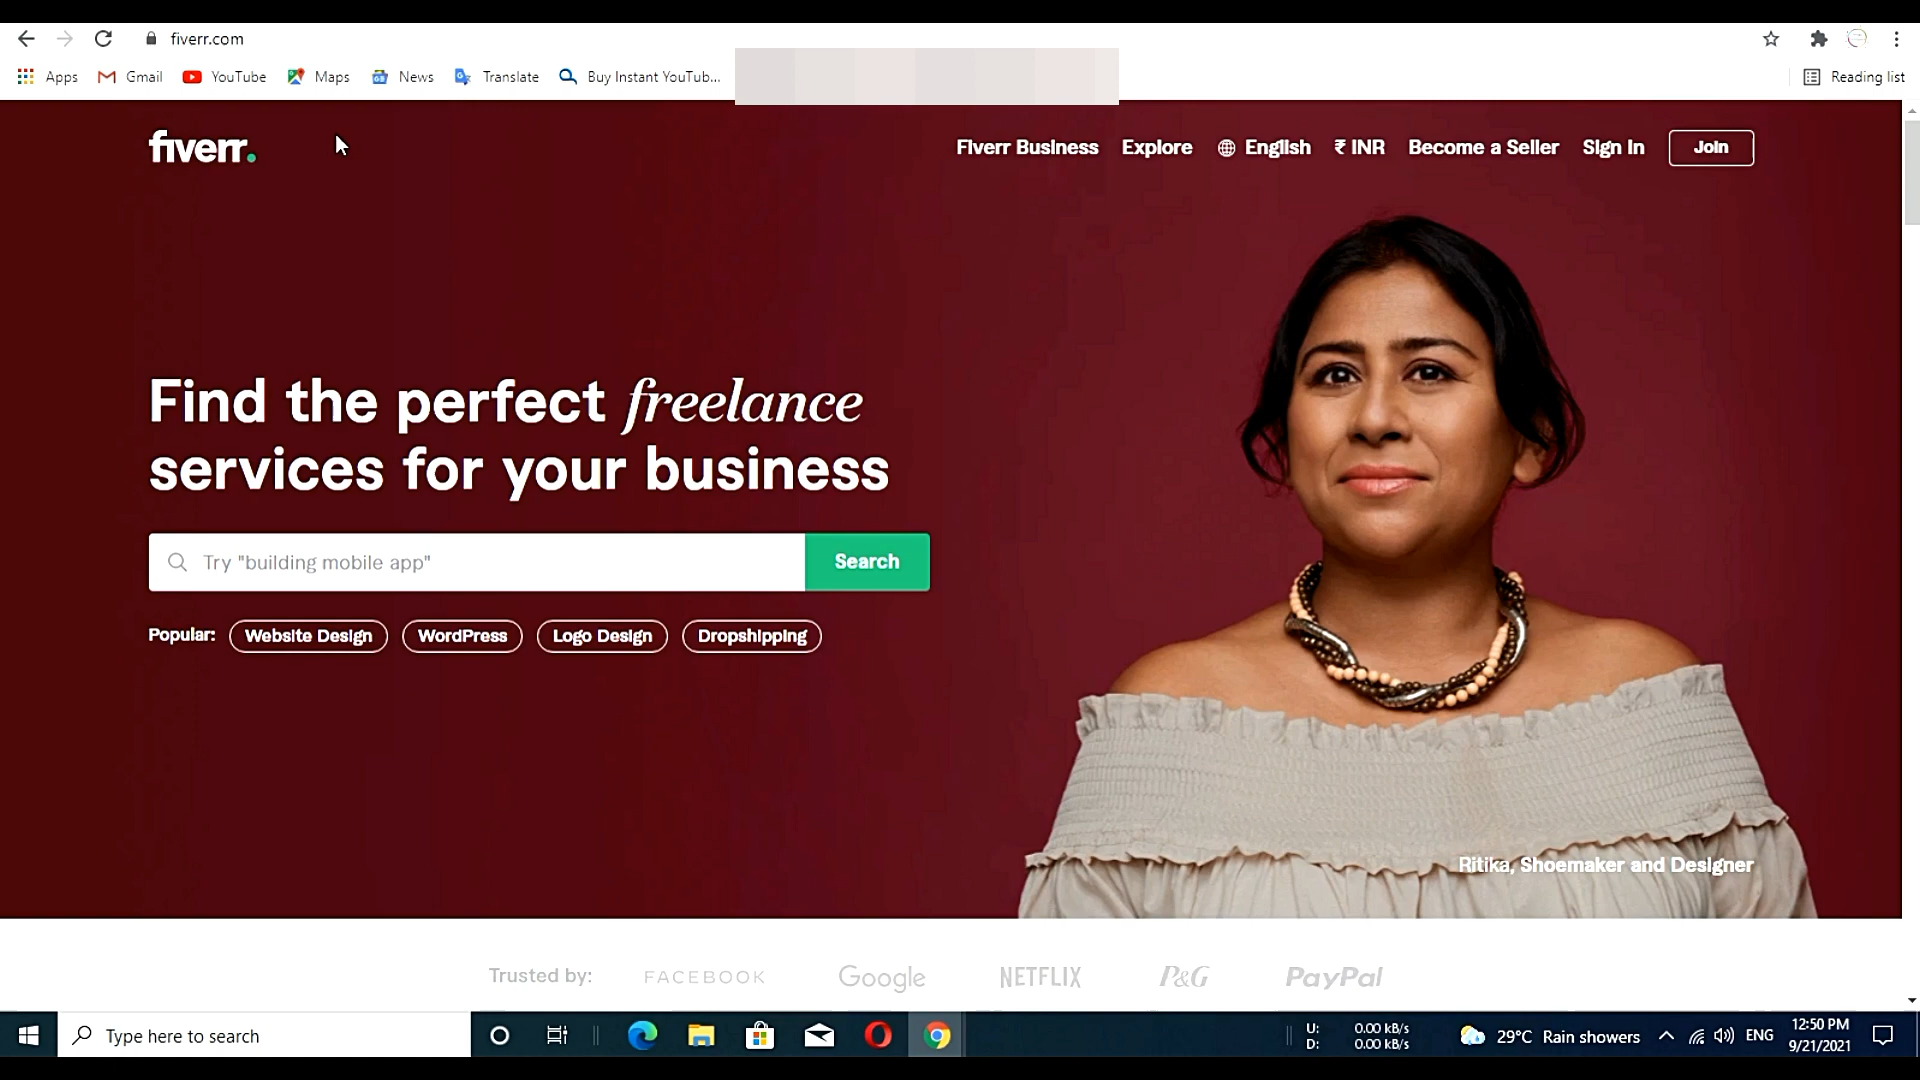 fiverr.com
Apps Gmail YouTube Maps News Translate Buy Instant YouTub... Reading list
fiverr. Fiverr Business Explore English ₹ INR Become a Seller Sign In Join
Find the perfect freelance
services for your business
Try "building mobile app" Search
Popular: Website Design WordPress Logo Design Dropshipping
Ritika, Shoemaker and Designer
Trusted by: FACEBOOK Google NETFLIX P&G PayPal
Type here to search
U: 0.00 kB/s
D: 0.00 kB/s
29°C Rain showers
ENG
12:50 PM
9/21/2021